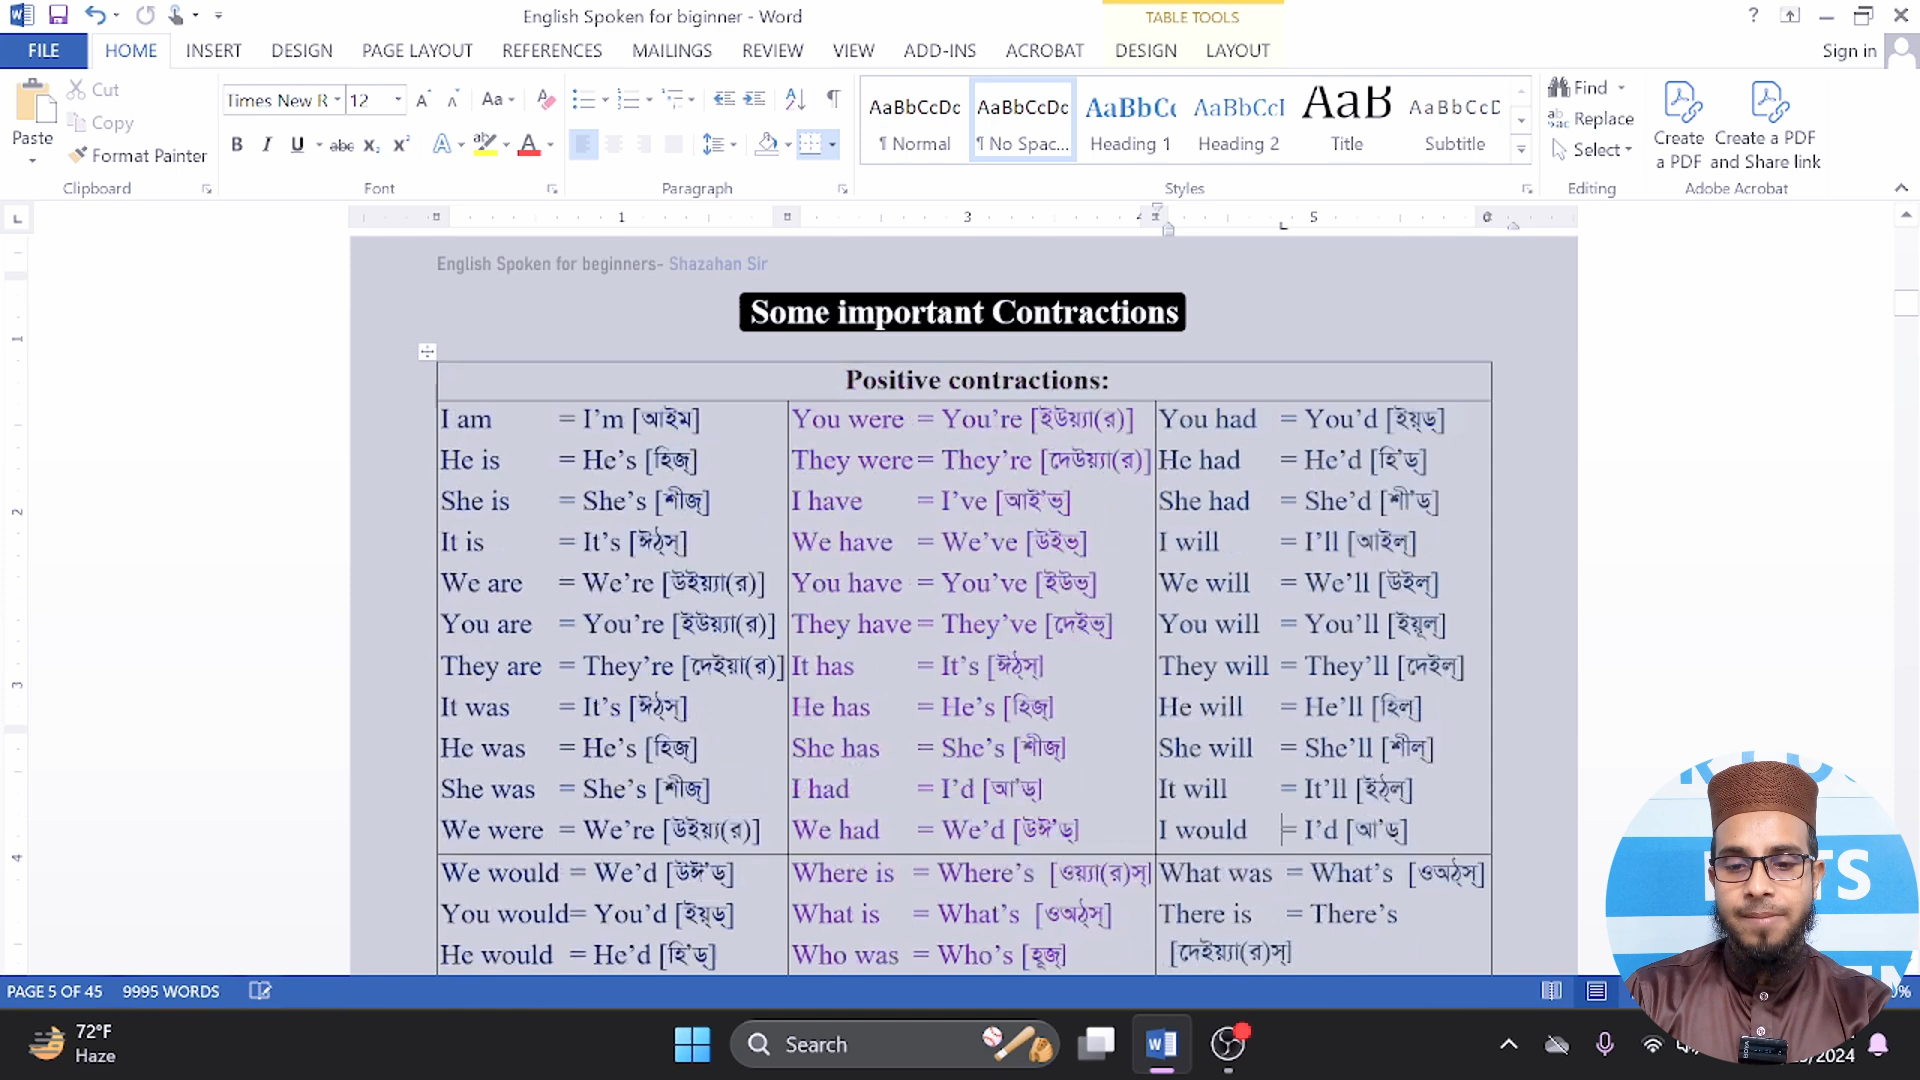 English Spoken for biginner - Word
TABLE TOOLS
FILE HOME INSERT DESIGN PAGE LAYOUT REFERENCES MAILINGS REVIEW VIEW ADD-INS ACROBAT DESIGN LAYOUT Sign in
Paste
Cut
Copy
Format Painter
Clipboard
Times New R 12
Font
Paragraph
AaBbCcDc AaBbCcDc AaBbCc AaBbCcI AaB AaBbCcD
¶ Normal ¶ No Spac... Heading 1 Heading 2 Title Subtitle
Styles
Find
Replace
Select
Editing
Create a PDF
Create a PDF and Share link
Adobe Acrobat
1 3 4 5
English Spoken for beginners- Shazahan Sir
Some important Contractions
Positive contractions:
I am = I’m [আইম] You were = You’re [ইউয়্যা(র)] You had = You’d [ইয়্ড্]
He is = He’s [হিজ্] They were = They’re [দেউয়্যা(র)] He had = He’d [হি'ড্]
She is = She’s [শীজ্] I have = I’ve [আই'ভ্] She had = She’d [শী'ড্]
It is = It’s [ঈঠ্স্] We have = We’ve [উইভ্] I will = I’ll [আইল্]
We are = We’re [উইয়্যা(র)] You have = You’ve [ইউভ্] We will = We’ll [উইল্]
You are = You’re [ইউয়্যা(র)] They have = They’ve [দেইভ্] You will = You’ll [ইয়ূল্]
They are = They’re [দেইয়া(র)] It has = It’s [ঈঠ্স্] They will = They’ll [দেইল্]
It was = It’s [ঈঠ্স্] He has = He’s [হিজ্] He will = He’ll [হিল্]
He was = He’s [হিজ্] She has = She’s [শীজ্] She will = She’ll [শীল্]
She was = She’s [শীজ্] I had = I’d [আ'ড্] It will = It’ll [ইঠ্ল্]
We were = We’re [উইয়্য(র)] We had = We’d [উঈ'ড্] I would = I’d [আ'ড্]
We would = We’d [উঈ'ড্] Where is = Where’s [ওয়্যা(র)স্] What was = What’s [ওঅঠ্স্]
You would = You’d [ইয়্ড্] What is = What’s [ওঅঠ্স্] There is = There’s
He would = He’d [হি'ড্] Who was = Who’s [হূজ্] [দেইয়্যা(র)স্]
PAGE 5 OF 45 9995 WORDS
72°F
Haze
Search